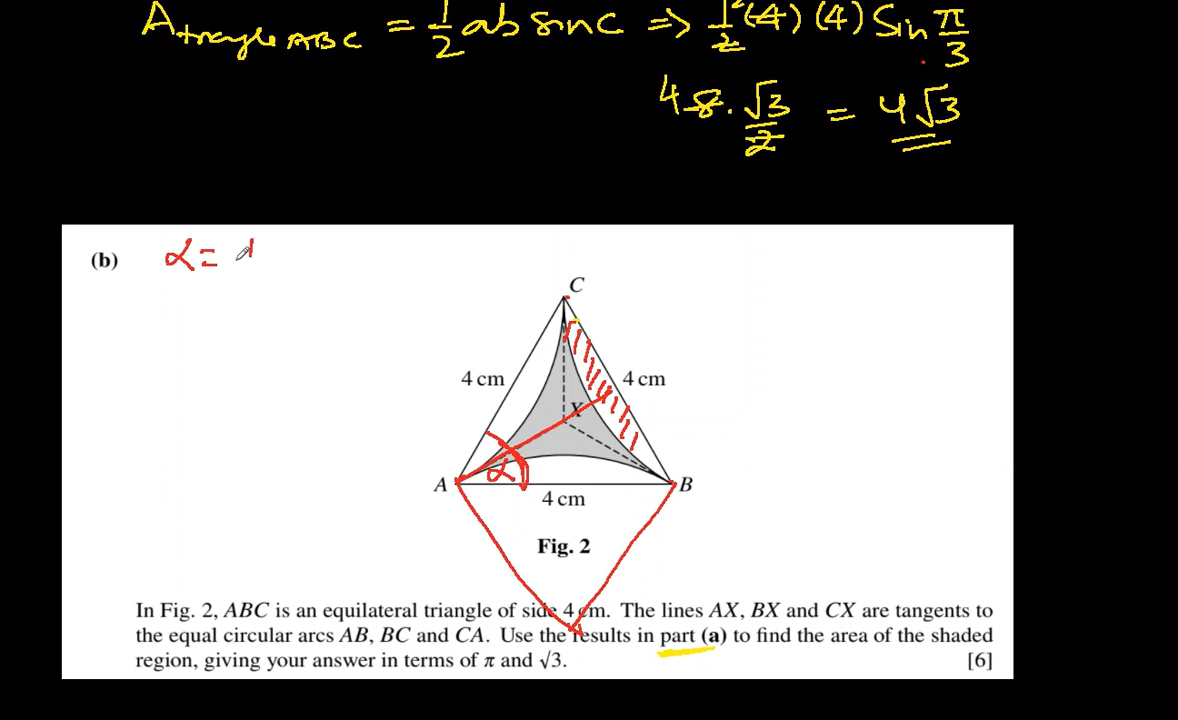 A triangle ABC = 1/2 ab sin C => 1/2 (4) (4) Sin π/3
4 8 . √3/2 = 4√3
(b) α =
C
4 cm 4 cm
X
α
A B
4 cm
Fig. 2
In Fig. 2, ABC is an equilateral triangle of side 4 cm. The lines AX, BX and CX are tangents to
the equal circular arcs AB, BC and CA. Use the results in part (a) to find the area of the shaded
region, giving your answer in terms of π and √3. [6]